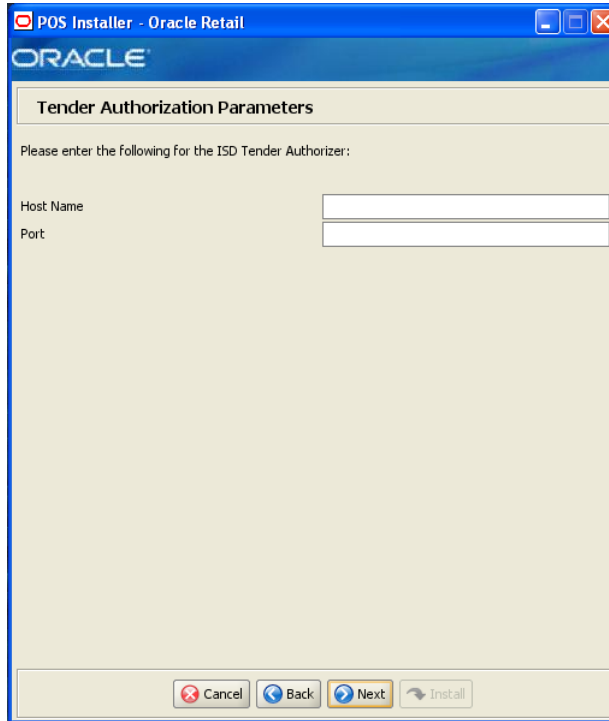 POS Installer - Oracle Retail
ORACLE
Tender Authorization Parameters
Please enter the following for the ISD Tender Authorizer:
Host Name
Port
Cancel
Back
Next
Install